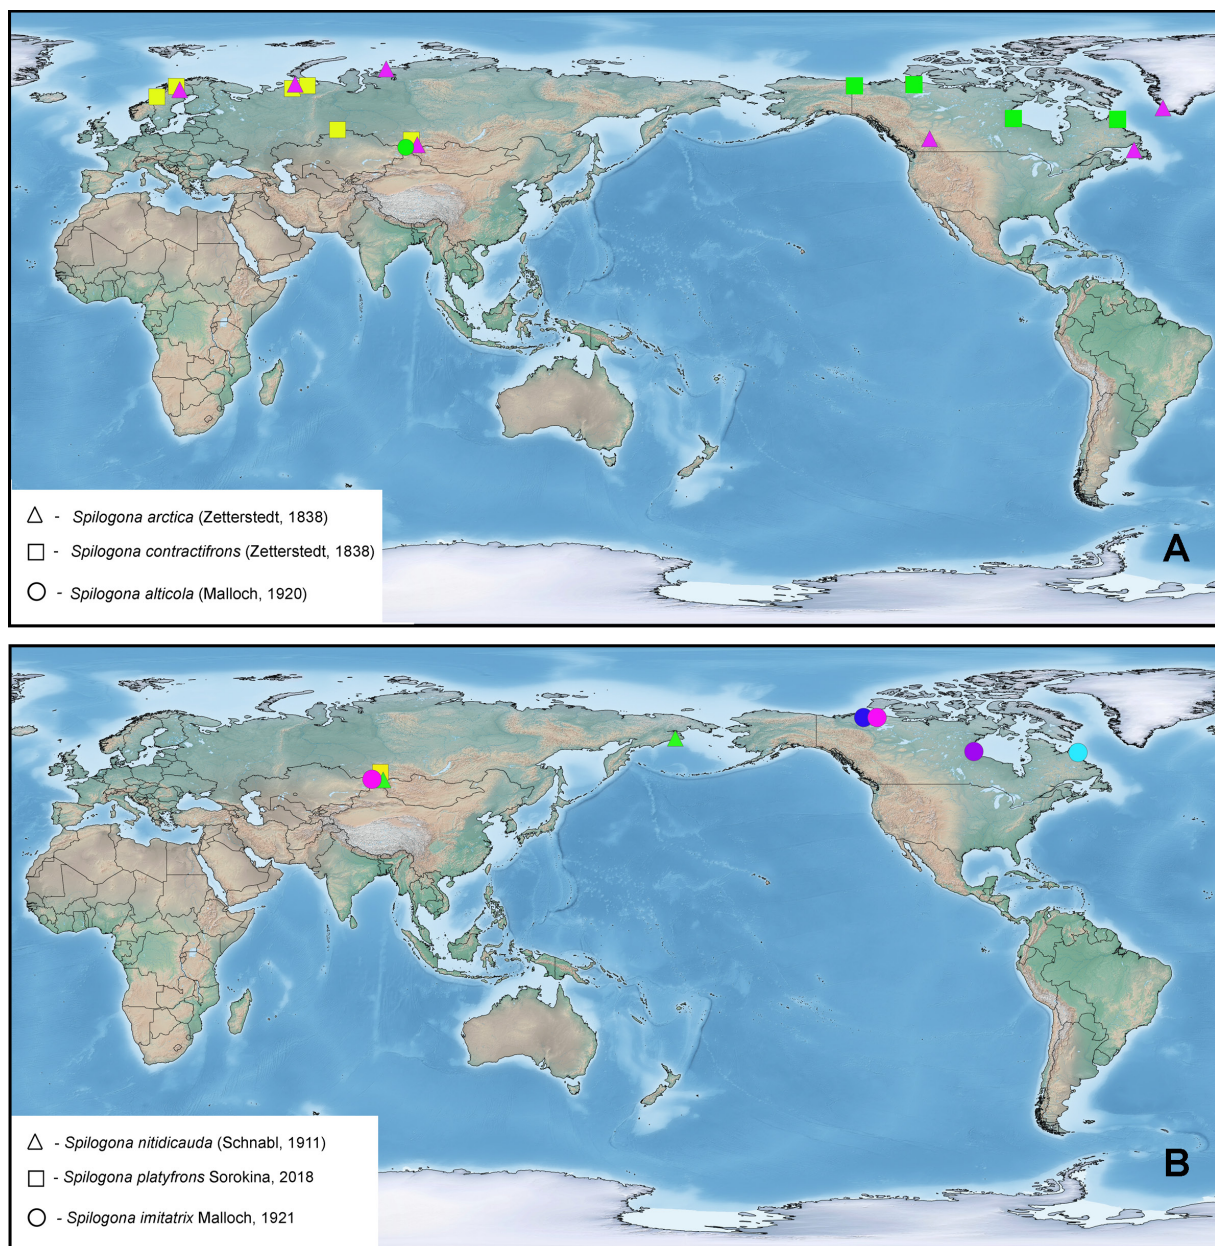 - Spilogona arctica (Zetterstedt, 1838)
- Spilogona contractifrons (Zetterstedt, 1838)
- Spilogona alticola (Malloch, 1920)
A
- Spilogona nitidicauda (Schnabl, 1911)
- Spilogona platyfrons Sorokina, 2018
- Spilogona imitatrix Malloch, 1921
B